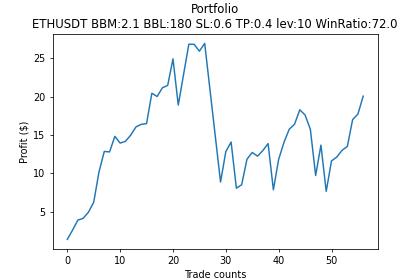 Portfolio
ETHUSDT BBM:2.1 BBL:180 SL:0.6 TP:0.4 lev:10 WinRatio:72.0
25
20
15
10
5
Profit ($)
0 10 20 30 40 50
Trade counts